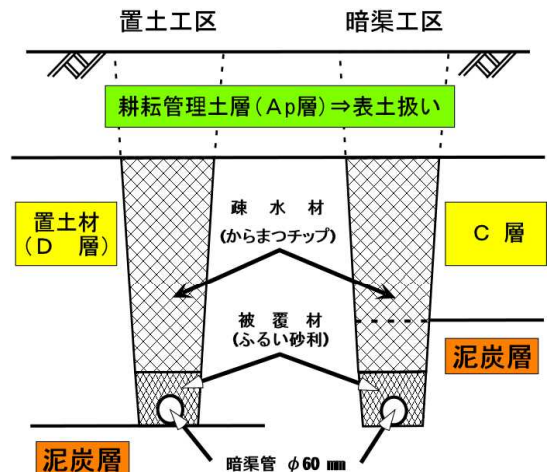 置土工区
暗渠工区
耕耘管理土層(Ap層)⇒表土扱い
置土材
(D 層)
疎 水 材
(からまつチップ)
C 層
被 覆 材
(ふるい砂利)
泥炭層
泥炭層
暗渠管 φ60 mm